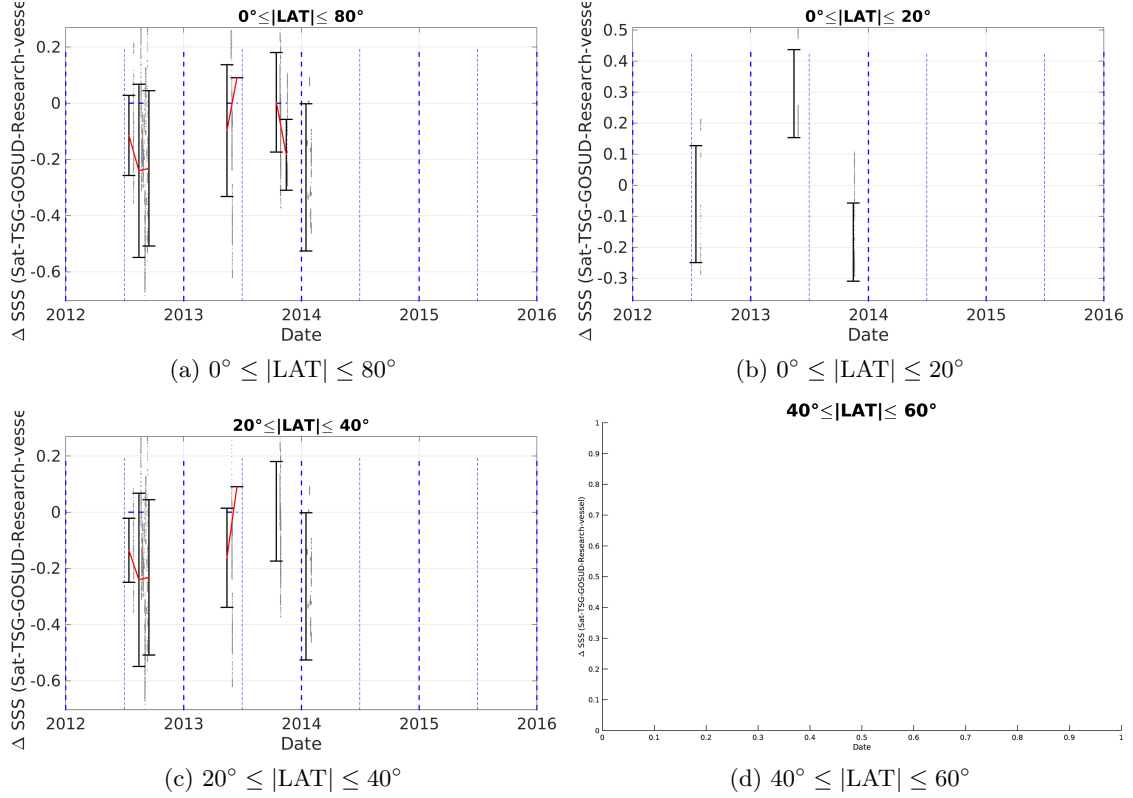 0°≤|LAT|≤ 80°
Δ SSS (Sat-TSG-GOSUD-Research-vesse
0.2
0
-0.2
-0.4
-0.6
2012 2013 2014 2015 2016
Date
(a) 0° ≤ |LAT| ≤ 80°
0°≤|LAT|≤ 20°
Δ SSS (Sat-TSG-GOSUD-Research-vesse
0.5
0.4
0.3
0.2
0.1
0
-0.1
-0.2
-0.3
2012 2013 2014 2015 2016
Date
(b) 0° ≤ |LAT| ≤ 20°
20°≤|LAT|≤ 40°
Δ SSS (Sat-TSG-GOSUD-Research-vesse
0.2
0
-0.2
-0.4
-0.6
2012 2013 2014 2015 2016
Date
(c) 20° ≤ |LAT| ≤ 40°
40°≤|LAT|≤ 60°
Δ SSS (Sat-TSG-GOSUD-Research-vessel)
1
0.9
0.8
0.7
0.6
0.5
0.4
0.3
0.2
0.1
0
0 0.1 0.2 0.3 0.4 0.5 0.6 0.7 0.8 0.9 1
Date
(d) 40° ≤ |LAT| ≤ 60°